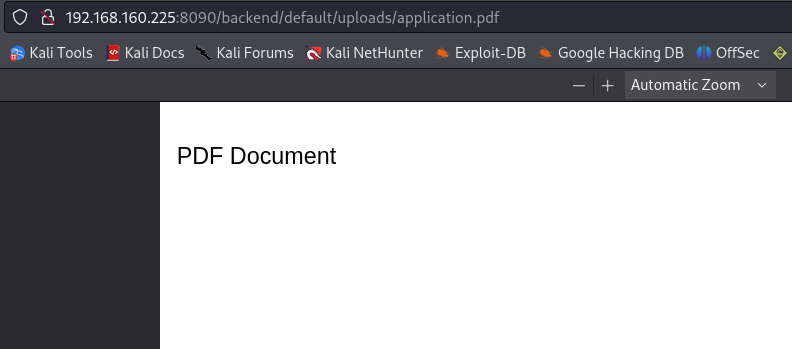 192.168.160.225:8090/backend/default/uploads/application.pdf
Kali Tools Kali Docs Kali Forums Kali NetHunter Exploit-DB Google Hacking DB OffSec
Automatic Zoom
PDF Document